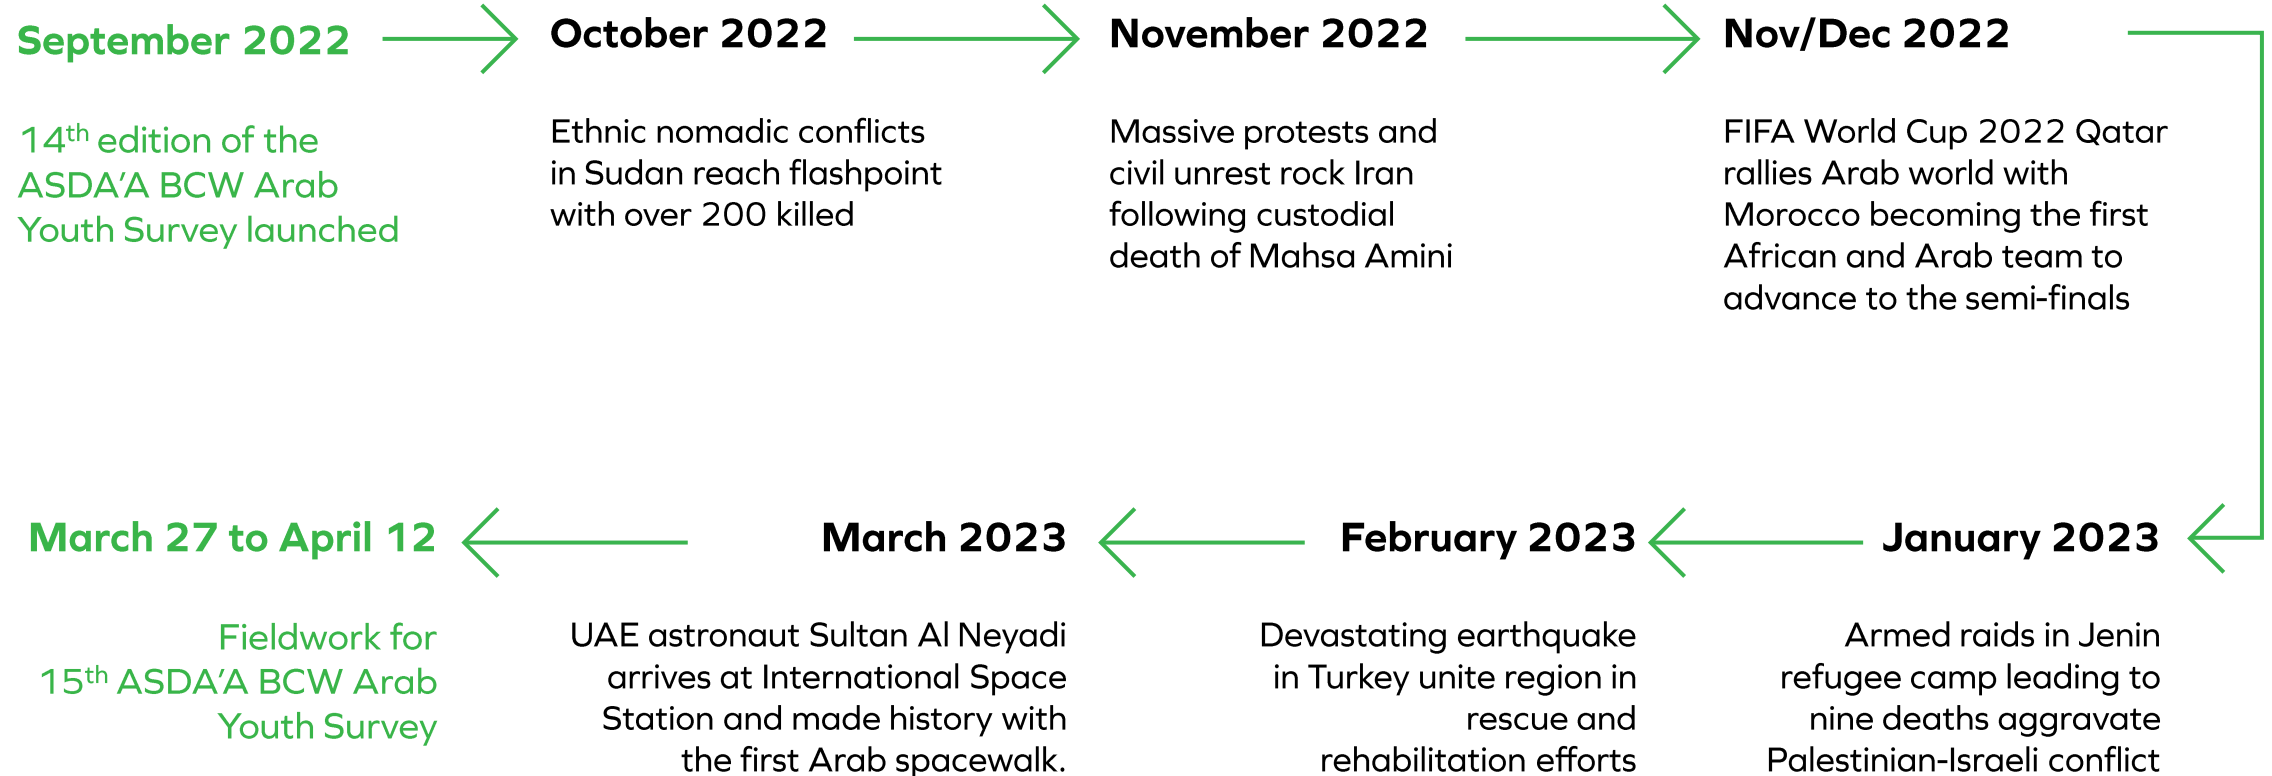 September 2022
14th edition of the
ASDA’A BCW Arab
Youth Survey launched
October 2022
Ethnic nomadic conflicts
in Sudan reach flashpoint
with over 200 killed
November 2022
Massive protests and
civil unrest rock Iran
following custodial
death of Mahsa Amini
Nov/Dec 2022
FIFA World Cup 2022 Qatar
rallies Arab world with
Morocco becoming the first
African and Arab team to
advance to the semi-finals
January 2023
Armed raids in Jenin
refugee camp leading to
nine deaths aggravate
Palestinian-Israeli conflict
February 2023
Devastating earthquake
in Turkey unite region in
rescue and
rehabilitation efforts
March 2023
UAE astronaut Sultan Al Neyadi
arrives at International Space
Station and made history with
the first Arab spacewalk.
March 27 to April 12
Fieldwork for
15th ASDA’A BCW Arab
Youth Survey